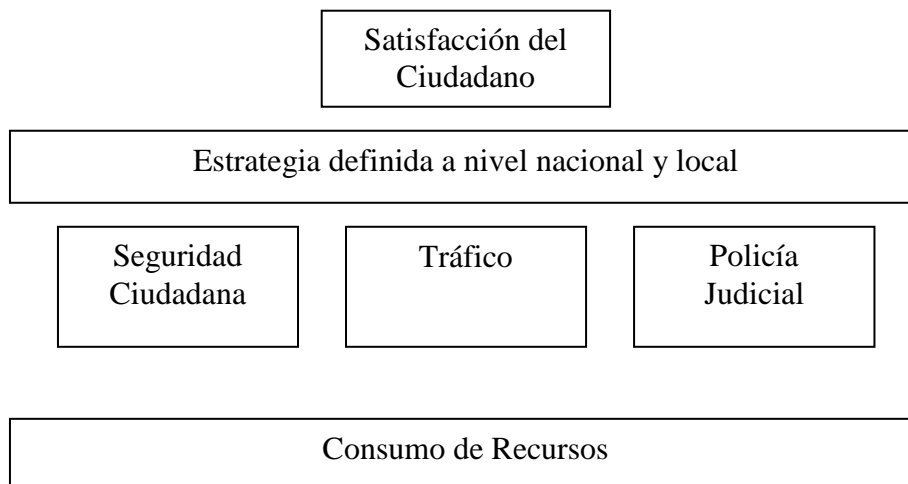 Satisfacción del
Ciudadano
Estrategia definida a nivel nacional y local
Seguridad
Ciudadana
Tráfico
Policía
Judicial
Consumo de Recursos